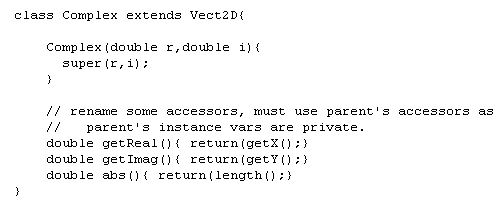 class Complex extends Vect2D{
Complex(double r,double i){
super(r,i);
}
// rename some accessors, must use parent's accessors as
// parent's instance vars are private.
double getReal(){ return(getX();}
double getImag(){ return(getY();}
double abs(){ return(length();}
}